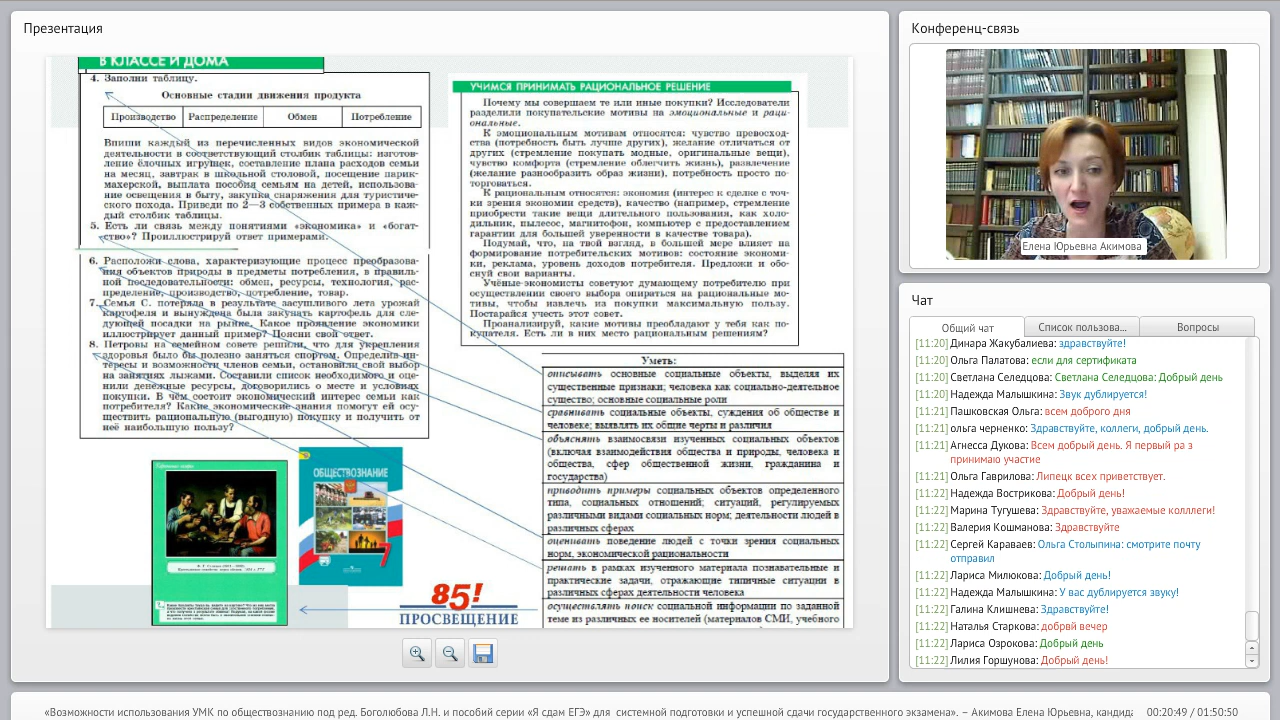 Презентация
В КЛАССЕ И ДОМА
4. Заполни таблицу.
Основные стадии движения продукта
Производство
Распределение
Обмен
Потребление
Впиши каждый из перечисленных видов экономической
деятельности в соответствующий столбик таблицы: изготов-
ление ёлочных игрушек, составление плана расходов семьи
на месяц, завтрак в школьной столовой, посещение парик-
махерской, выплата пособия семьям на детей, использова-
ние освещения в быту, закупка снаряжения для туристиче-
ского похода. Приведи по 2—3 собственных примера в каж-
дый столбик таблицы.
5. Есть ли связь между понятиями «экономика» и «богат-
ство»? Проиллюстрируй ответ примерами.
6. Расположи слова, характеризующие процесс преобразова-
ния объектов природы в предметы потребления, в правиль-
ной последовательности: обмен, ресурсы, технология, рас-
пределение, производство, потребление, товар.
7. Семья С. потеряла в результате засушливого лета урожай
картофеля и вынуждена была закупать картофель для сле-
дующей посадки на рынке. Какое проявление экономики
иллюстрирует данный пример? Поясни свой ответ.
8. Петровы на семейном совете решили, что для укрепления
здоровья было бы полезно заняться спортом. Определив ин-
тересы и возможности членов семьи, остановили свой выбор
на занятиях лыжами. Составили список необходимого и оце-
нили денежные ресурсы, договорились о месте и условиях
покупки. В чём состоит экономический интерес семьи как
потребителя? Какие экономические знания помогут ей осу-
ществить рациональную (выгодную) покупку и получить от
неё наибольшую пользу?
УЧИМСЯ ПРИНИМАТЬ РАЦИОНАЛЬНОЕ РЕШЕНИЕ
Почему мы совершаем те или иные покупки? Исследователи
разделили покупательские мотивы на эмоциональные и раци-
ональные.
К эмоциональным мотивам относятся: чувство превосход-
ства (потребность быть лучше других), желание отличаться от
других (стремление покупать модные, оригинальные вещи),
чувство комфорта (стремление облегчить жизнь), развлечение
(желание разнообразить образ жизни), потребность просто по-
торговаться.
К рациональным относятся: экономия (интерес к сделке с точ-
ки зрения экономии средств), качество (например, стремление
приобрести такие вещи длительного пользования, как холо-
дильник, пылесос, магнитофон, компьютер с предоставлением
гарантии для большей уверенности в качестве товара).
Подумай, что, на твой взгляд, в большей мере влияет на
формирование потребительских мотивов: состояние экономи-
ки, реклама, уровень доходов потребителя. Предложи и обо-
снуй свои варианты.
Учёные-экономисты советуют думающему потребителю при
осуществлении своего выбора опираться на рациональные мо-
тивы, чтобы извлечь из покупки максимальную пользу.
Постарайся учесть этот совет.
Проанализируй, какие мотивы преобладают у тебя как по-
купателя. Есть ли в них место рациональным решениям?
Уметь:
описывать основные социальные объекты, выделяя их
существенные признаки; человека как социально-деятельное
существо; основные социальные роли
сравнивать социальные объекты, суждения об обществе и
человеке; выявлять их общие черты и различия
объяснять взаимосвязи изученных социальных объектов
(включая взаимодействия общества и природы, человека и
общества, сфер общественной жизни, гражданина и
государства)
приводить примеры социальных объектов определенного
типа, социальных отношений; ситуаций, регулируемых
различными видами социальных норм; деятельности людей в
различных сферах
оценивать поведение людей с точки зрения социальных
норм, экономической рациональности
решать в рамках изученного материала познавательные и
практические задачи, отражающие типичные ситуации в
различных сферах деятельности человека
осуществлять поиск социальной информации по заданной
теме из различных ее носителей (материалов СМИ, учебного
ОБЩЕСТВОЗНАНИЕ
7
85!
ПРОСВЕЩЕНИЕ
Конференц-связь
Елена Юрьевна Акимова
Чат
Общий чат
Список пользова...
Вопросы
[11:20] Динара Жакубалиева: здравствуйте!
[11:20] Ольга Палатова: если для сертификата
[11:20] Светлана Селедцова: Светлана Селедцова: Добрый день
[11:20] Надежда Малышкина: Звук дублируется!
[11:21] Пашковская Ольга: всем доброго дня
[11:21] ольга черненко: Здравствуйте, коллеги, добрый день.
[11:21] Агнесса Дукова: Всем добрый день. Я первый ра з
принимаю участие
[11:21] Ольга Гаврилова: Липецк всех приветствует.
[11:22] Надежда Вострикова: Добрый день!
[11:22] Марина Тугушева: Здравствуйте, уважаемые колллеги!
[11:22] Валерия Кошманова: Здравствуйте
[11:22] Сергей Караваев: Ольга Столыпина: смотрите почту
отправил
[11:22] Лариса Милюкова: Добрый день!
[11:22] Надежда Малышкина: У вас дублируется звуку!
[11:22] Галина Клишнева: Здравствуйте!
[11:22] Наталья Старкова: добрвй вечер
[11:22] Лариса Озрокова: Добрый день
[11:22] Лилия Горшунова: Добрый день!
«Возможности использования УМК по обществознанию под ред. Боголюбова Л.Н. и пособий серии «Я сдам ЕГЭ» для системной подготовки и успешной сдачи государственного экзамена». – Акимова Елена Юрьевна, кандида
00:20:49 / 01:50:50